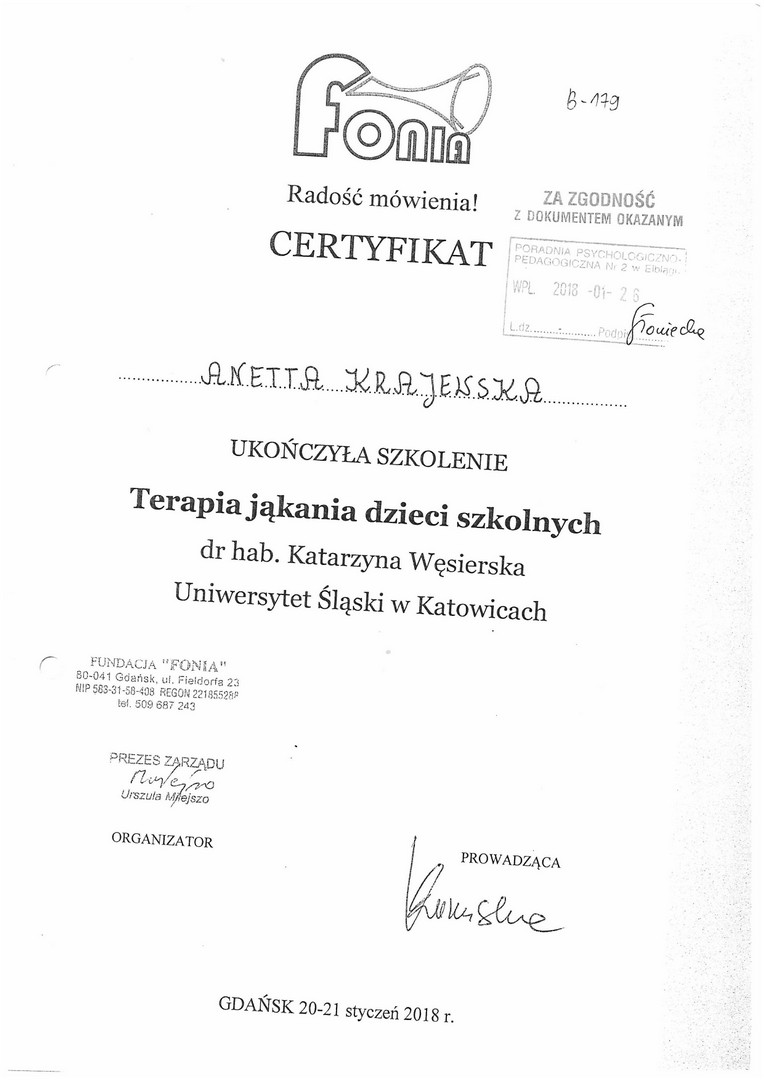 fonia
B-179
Radość mówienia!
ZA ZGODNOŚĆ
Z DOKUMENTEM OKAZANYM
CERTYFIKAT
PORADNIA PSYCHOLOGICZNO-
PEDAGOGICZNA Nr 2 w Elblągu
WPL. 2018 -01- 26
L.dz. Podpis
ANETTA KRAJEWSKA
UKOŃCZYŁA SZKOLENIE
Terapia jąkania dzieci szkolnych
dr hab. Katarzyna Węsierska
Uniwersytet Śląski w Katowicach
FUNDACJA "FONIA"
80-041 Gdańsk, ul. Fieldorfa 23
NIP 583-31-58-408 REGON
tel. 509 687 243
PREZES ZARZĄDU
Urszula
ORGANIZATOR
PROWADZĄCA
GDAŃSK 20-21 styczeń 2018 r.